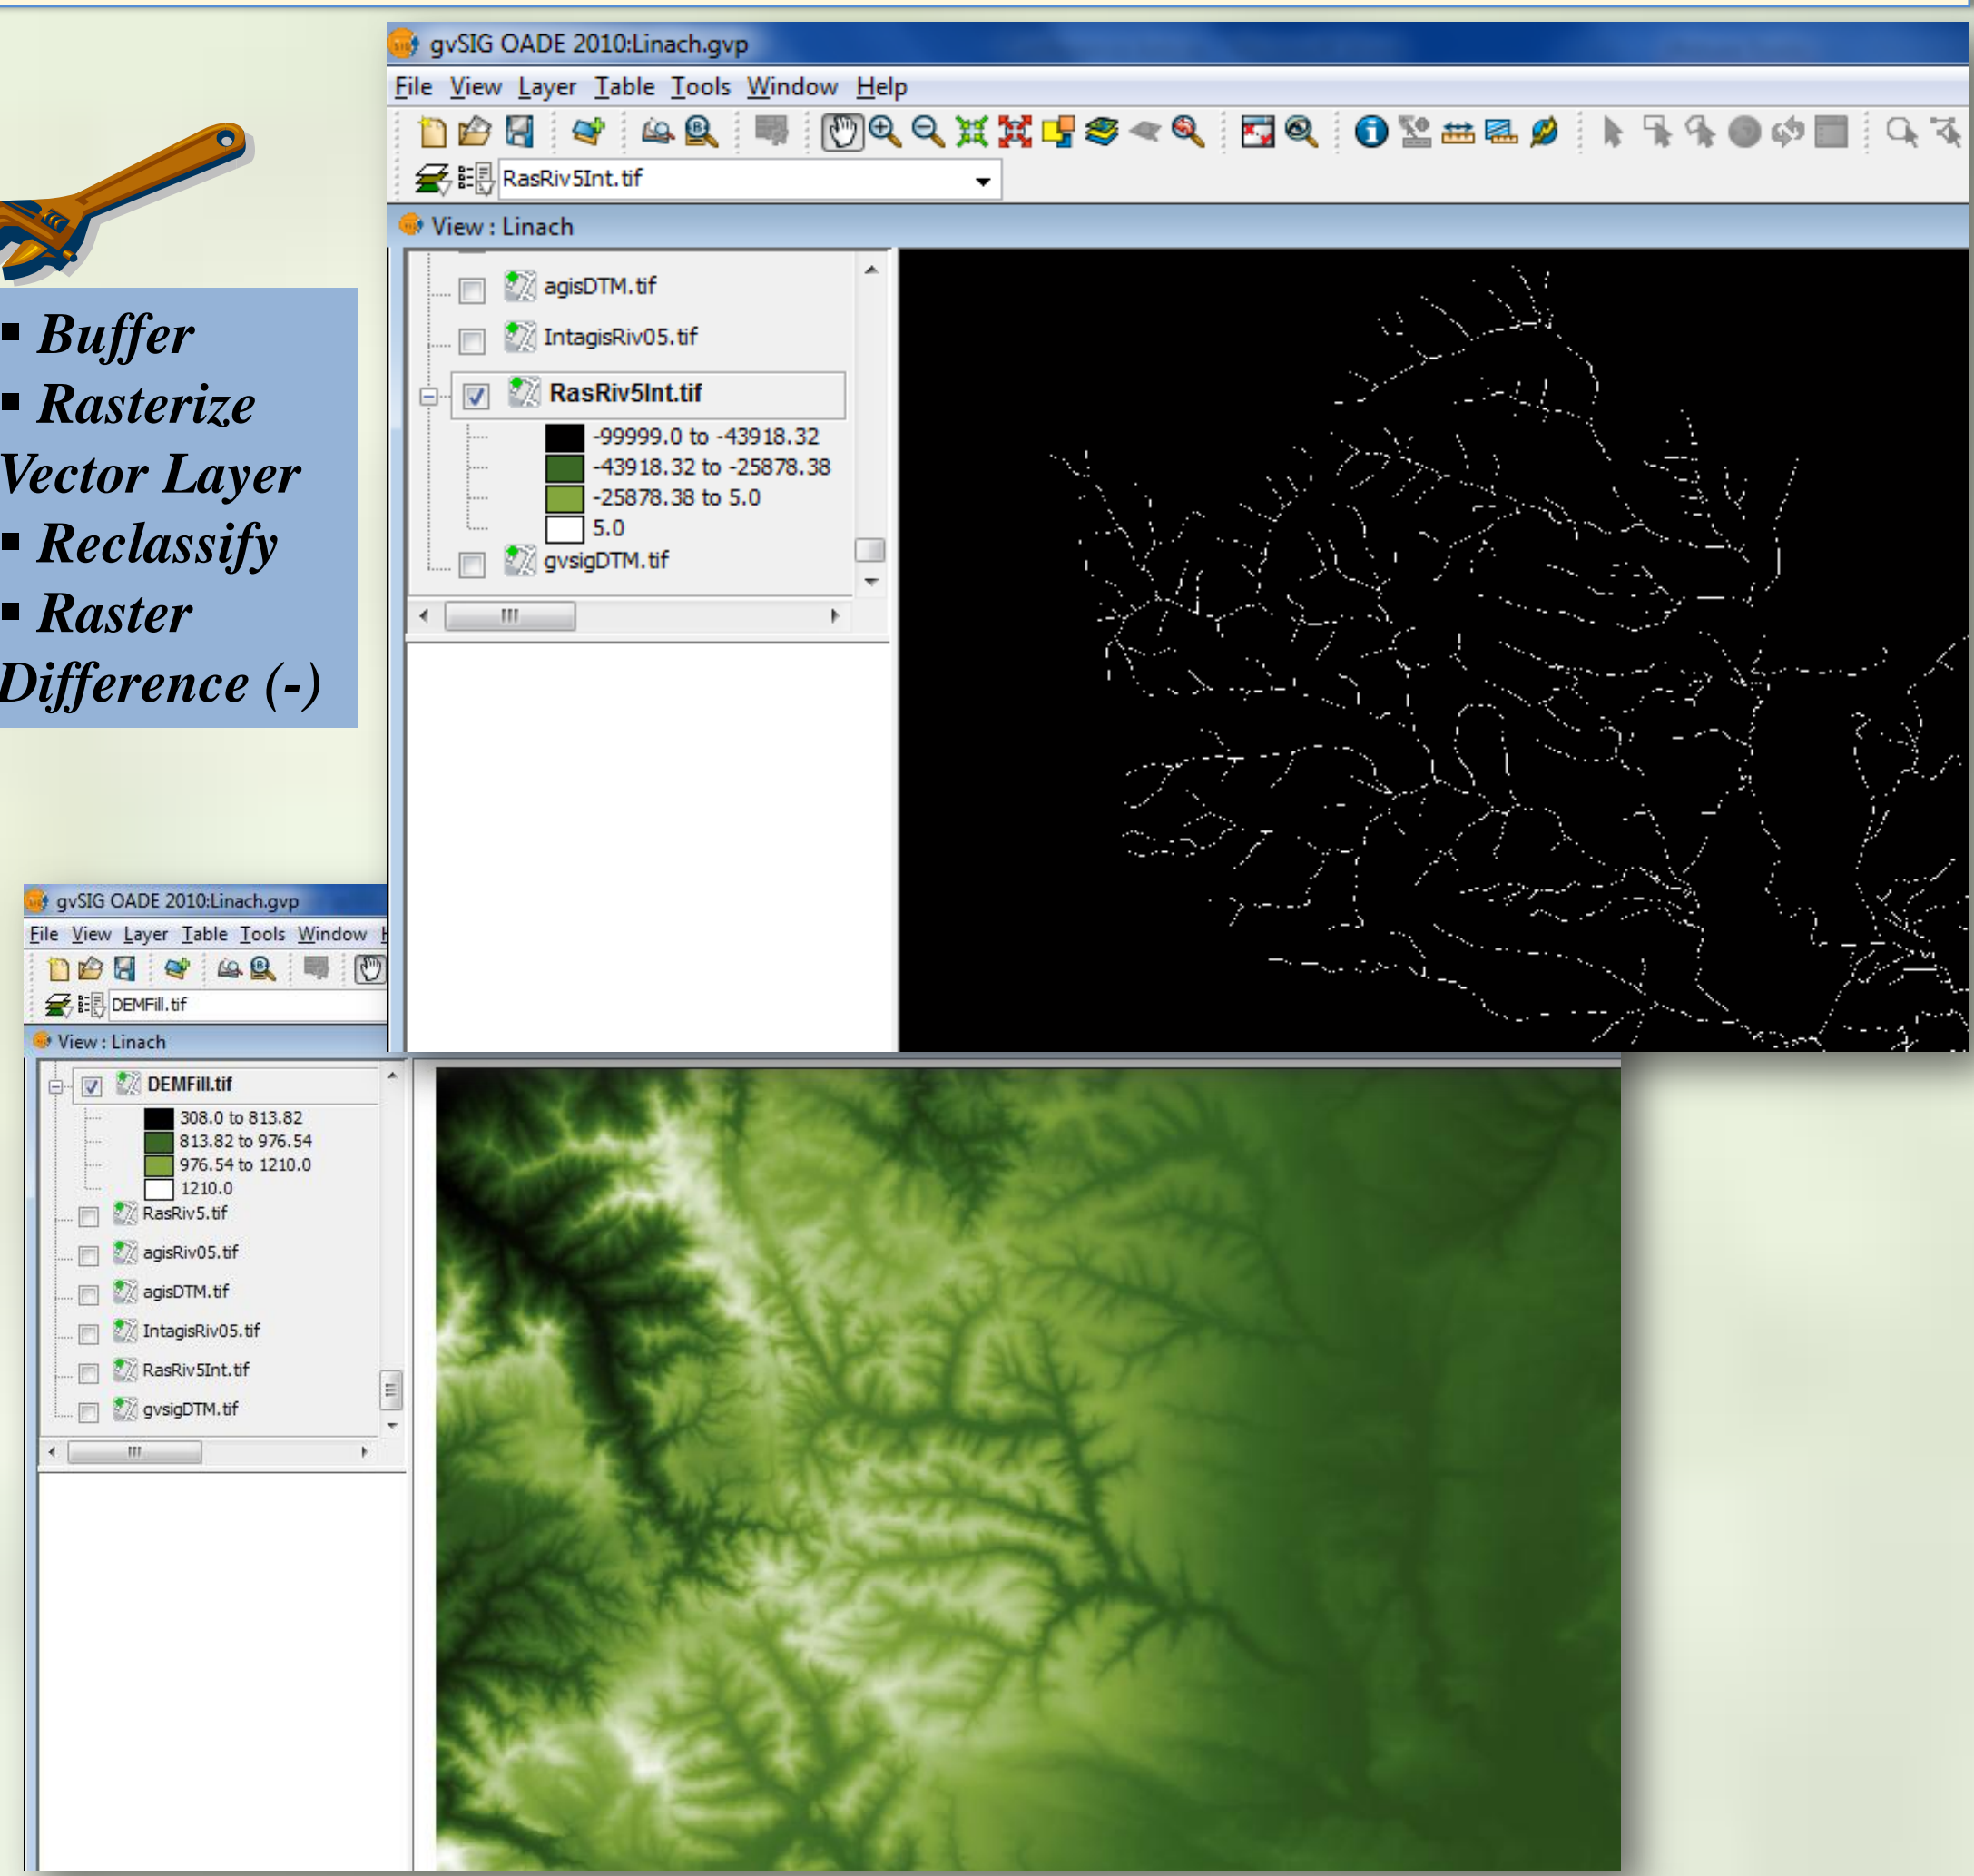 gvSIG OADE 2010:Linach.gvp
File View Layer Table Tools Window Help
RasRiv5Int.tif
View : Linach
agisDTM.tif
IntagisRiv05.tif
RasRiv5Int.tif
-99999.0 to -43918.32
-43918.32 to -25878.38
-25878.38 to 5.0
5.0
gvsigDTM.tif
▪ Buffer
▪ Rasterize
Vector Layer
▪ Reclassify
▪ Raster
Difference (-)
gvSIG OADE 2010:Linach.gvp
File View Layer Table Tools Window
DEMFill.tif
View : Linach
DEMFill.tif
308.0 to 813.82
813.82 to 976.54
976.54 to 1210.0
1210.0
RasRiv5.tif
agisRiv05.tif
agisDTM.tif
IntagisRiv05.tif
RasRiv5Int.tif
gvsigDTM.tif